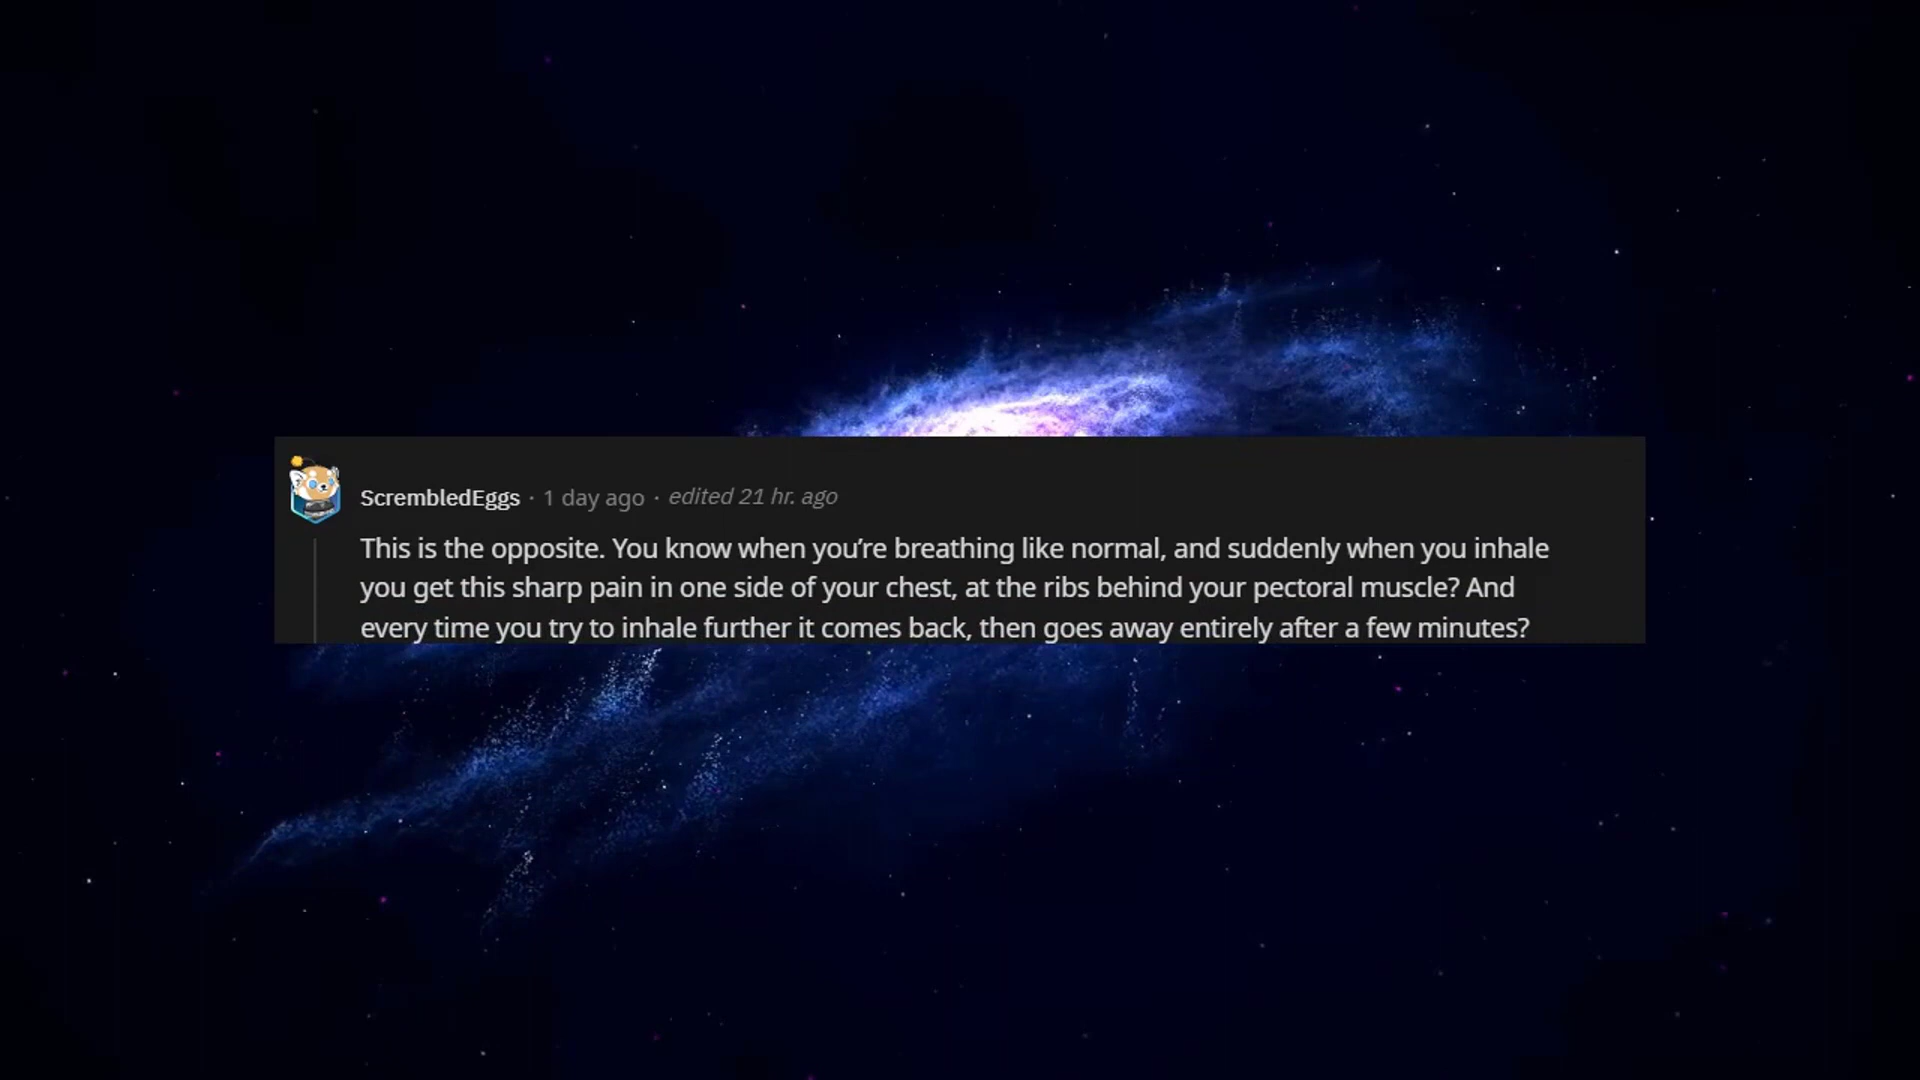 ScrembledEggs · 1 day ago · edited 21 hr. ago
This is the opposite. You know when you’re breathing like normal, and suddenly when you inhale
you get this sharp pain in one side of your chest, at the ribs behind your pectoral muscle? And
every time you try to inhale further it comes back, then goes away entirely after a few minutes?